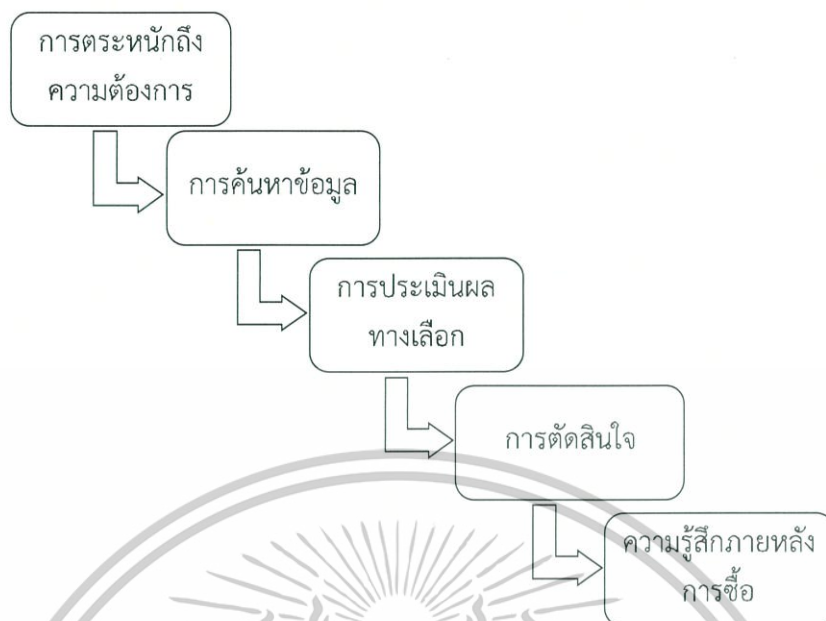 การตระหนักถึง
ความต้องการ
การค้นหาข้อมูล
การประเมินผล
ทางเลือก
การตัดสินใจ
ความรู้สึกภายหลัง
การซื้อ